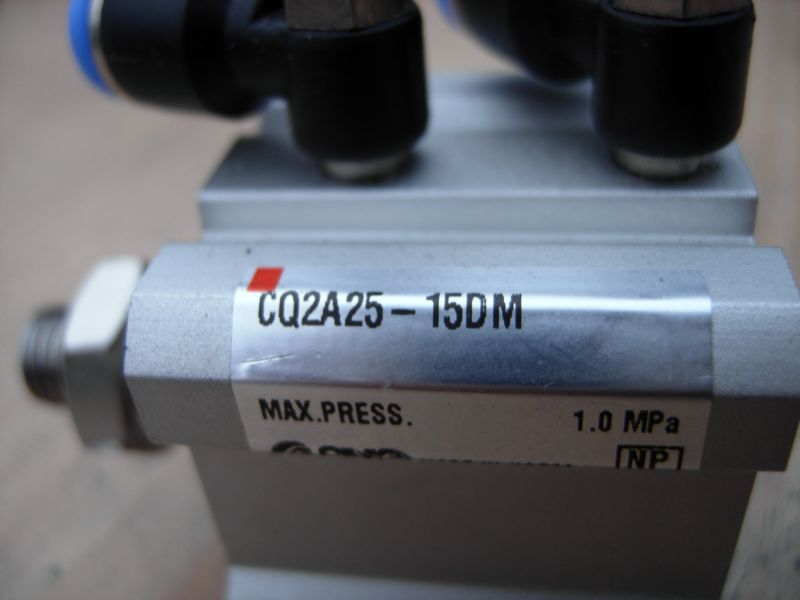 CQ2A25-15DM
MAX.PRESS. 1.0 MPa
NP